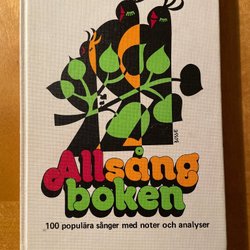 Allsång
boken
100 populära sånger med noter och analyser